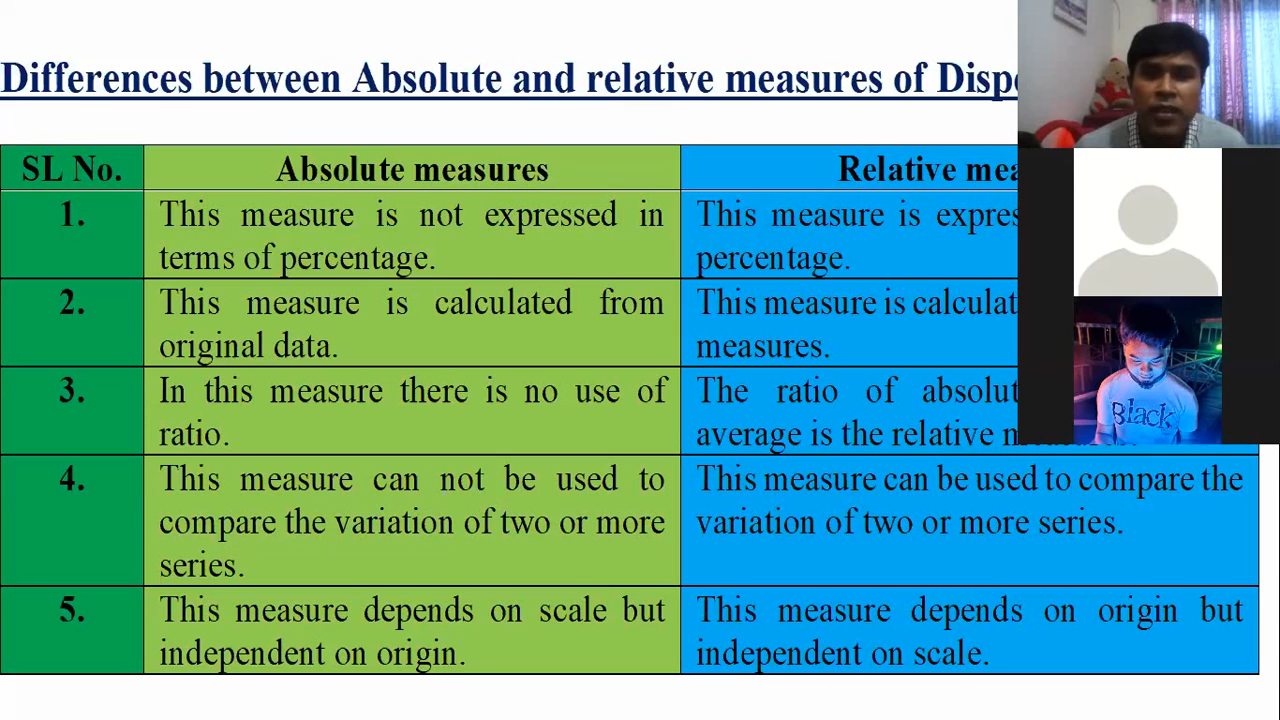 Differences between Absolute and relative measures of
SL No.
Absolute measures
Relative
1.
This measure is not expressed in
terms of percentage.
This measure is
percentage.
2.
This measure is calculated from
original data.
This measure is
measures.
3.
In this measure there is no use of
ratio.
The ratio of
average is the relative
4.
This measure can not be used to
compare the variation of two or more
series.
This measure can be used to compare the
variation of two or more series.
5.
This measure depends on scale but
independent on origin.
This measure depends on origin but
independent on scale.
Black